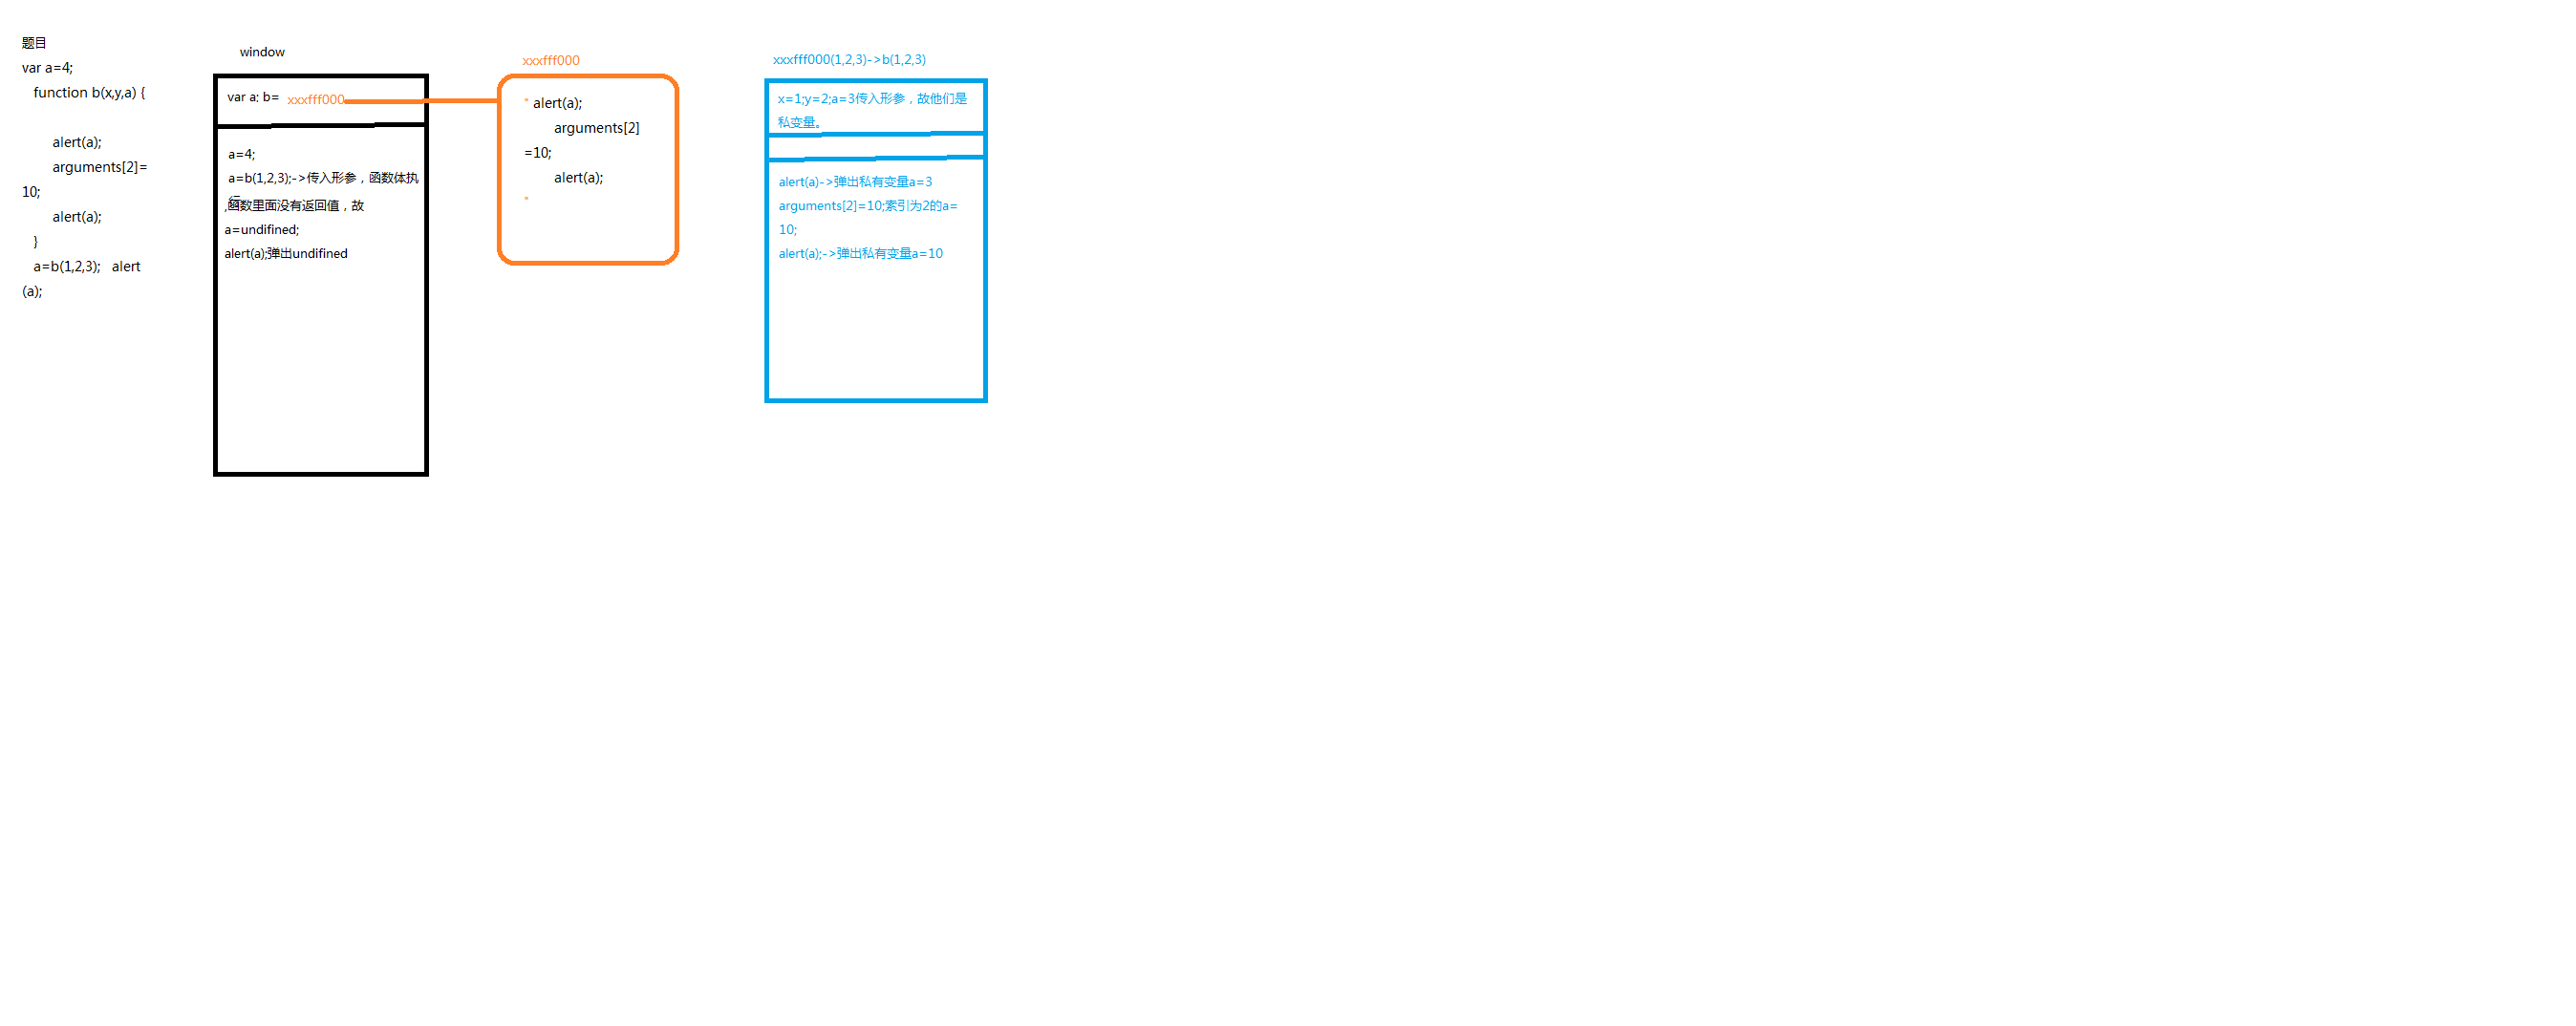 题目
var a=4;
function b(x,y,a) {
alert(a);
arguments[2]=
10;
alert(a);
}
a=b(1,2,3); alert
(a);
window
var a; b= xxxfff000
a=4;
a=b(1,2,3);->传入形参，函数体执
行
,函数里面没有返回值，故
a=undifined;
alert(a);弹出undifined
xxxfff000
" alert(a);
arguments[2]
=10;
alert(a);
"
xxxfff000(1,2,3)->b(1,2,3)
x=1;y=2;a=3传入形参，故他们是
私变量。
alert(a)->弹出私有变量a=3
arguments[2]=10;索引为2的a=
10;
alert(a);->弹出私有变量a=10